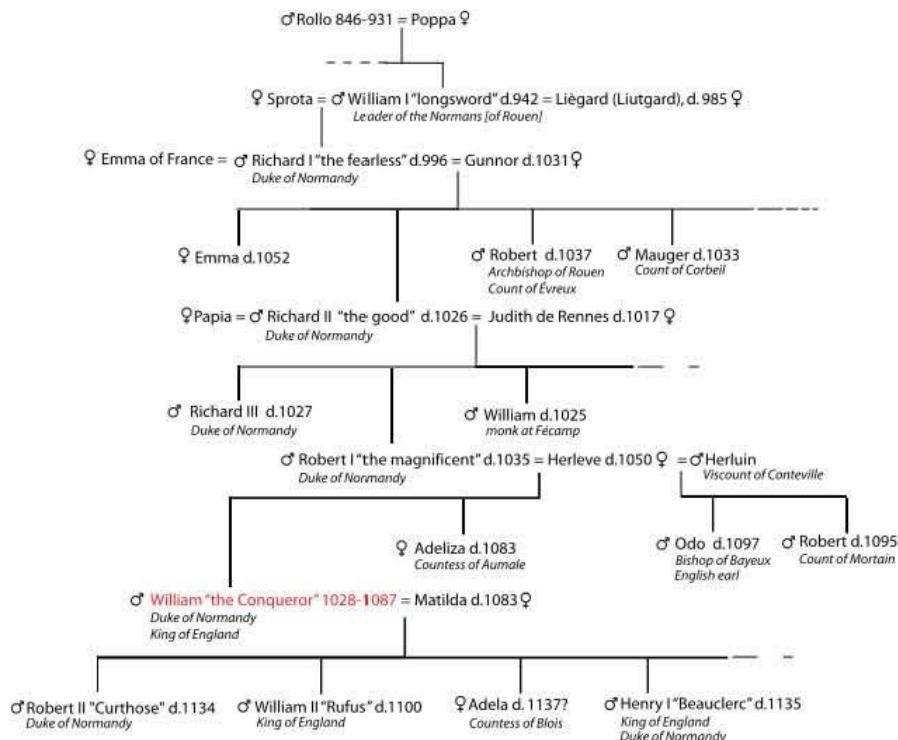 ♂Rollo 846-931 = Poppa ♀
♀ Sprota = ♂ William I "longsword" d.942 = Liègard (Liutgard), d. 985 ♀
Leader of the Normans [of Rouen]
♀ Emma of France = ♂ Richard I "the fearless" d.996 = Gunnor d.1031 ♀
Duke of Normandy
♀ Emma d.1052
♂ Robert d.1037
Archbishop of Rouen
Count of Évreux
♂ Mauger d.1033
Count of Corbeil
♀Papia = ♂ Richard II "the good" d.1026 = Judith de Rennes d.1017 ♀
Duke of Normandy
♂ Richard III d.1027
Duke of Normandy
♂ William d.1025
monk at Fécamp
♂ Robert I "the magnificent" d.1035 = Herleve d.1050 ♀ = ♂Herluin
Duke of Normandy
Viscount of Conteville
♀ Adeliza d.1083
Countess of Aumale
♂ Odo d.1097
Bishop of Bayeux
English earl
♂ Robert d.1095
Count of Mortain
♂ William "the Conqueror" 1028-1087 = Matilda d.1083 ♀
Duke of Normandy
King of England
♂Robert II "Curthose" d.1134
Duke of Normandy
♂William II "Rufus" d.1100
King of England
♀Adela d. 1137?
Countess of Blois
♂Henry I "Beauclerc" d.1135
King of England
Duke of Normandy